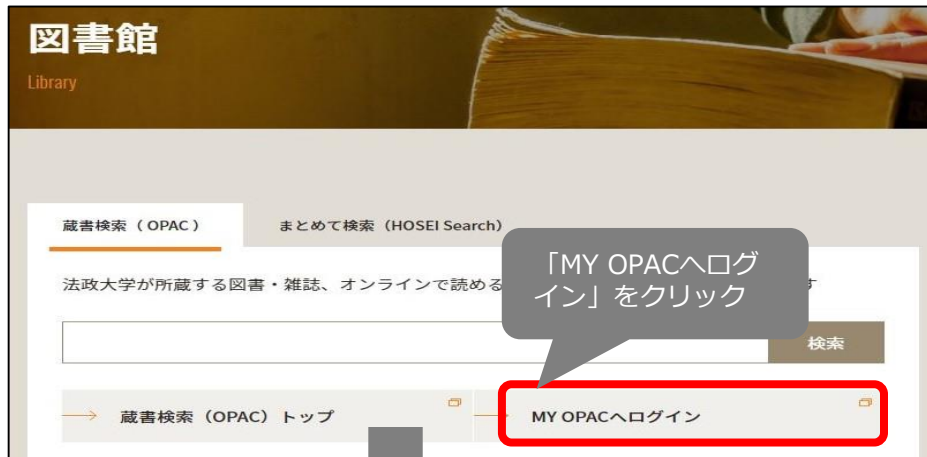 図書館
Library
蔵書検索（OPAC）
まとめて検索（HOSEI Search）
「MY OPACへログ
イン」をクリック
法政大学が所蔵する図書・雑誌、オンラインで読める
す
検索
蔵書検索（OPAC）トップ
MY OPACへログイン